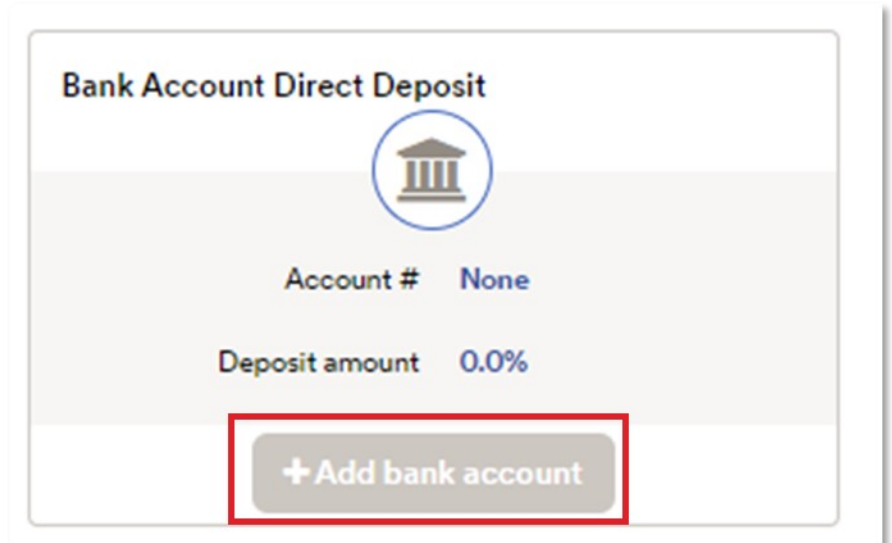 Bank Account Direct Deposit
Account # None
Deposit amount 0.0%
+Add bank account